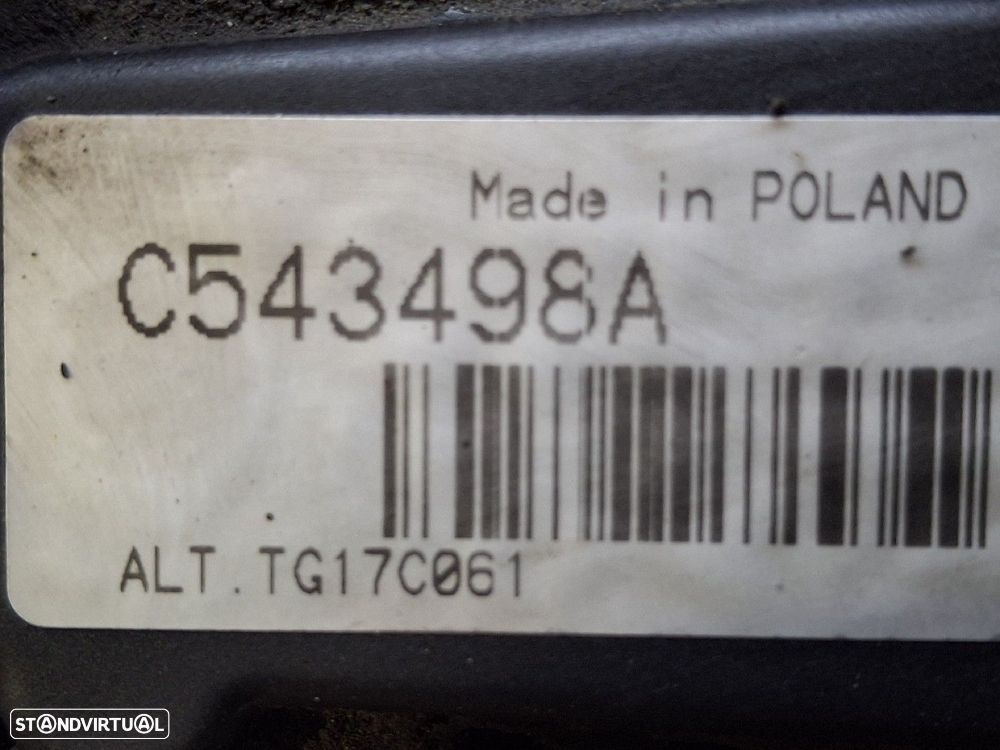 Made in POLAND
C543498A
ALT.TG17C061
STANDVIRTUAL